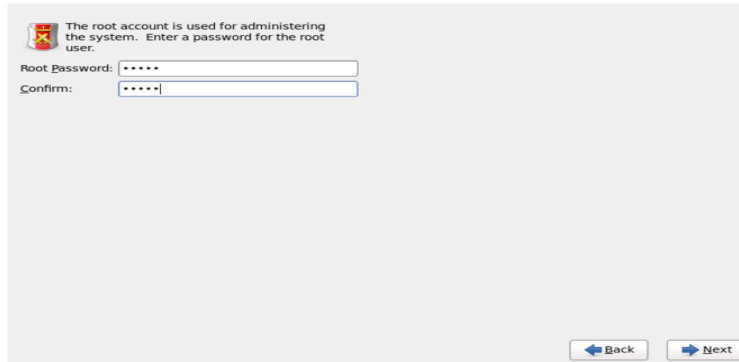 The root account is used for administering
the system.  Enter a password for the root
user.
Root Password: •••••
Confirm: •••••
Back Next